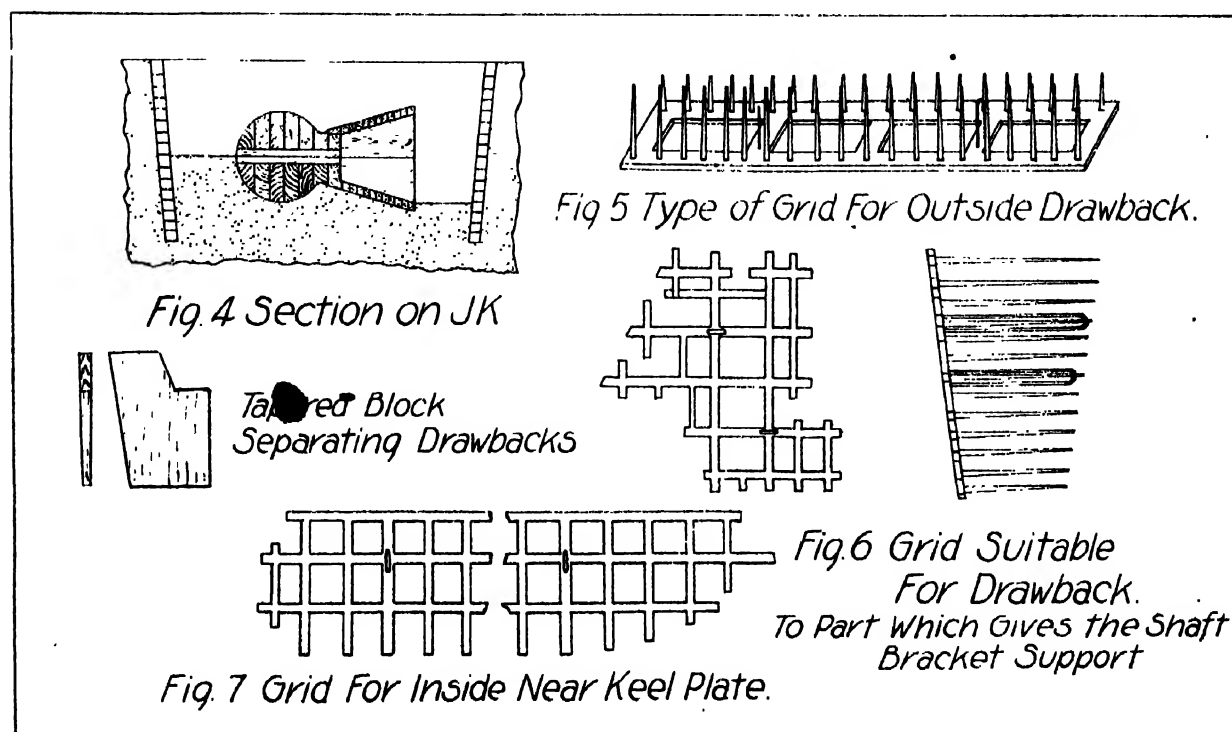 Fig. 4 Section on JK
Fig 5 Type of Grid For Outside Drawback.
Block
Separating Drawbacks
Fig. 6 Grid Suitable
For Drawback.
To Part Which Gives the Shaft
Bracket Support
Fig. 7 Grid For Inside Near Keel Plate.